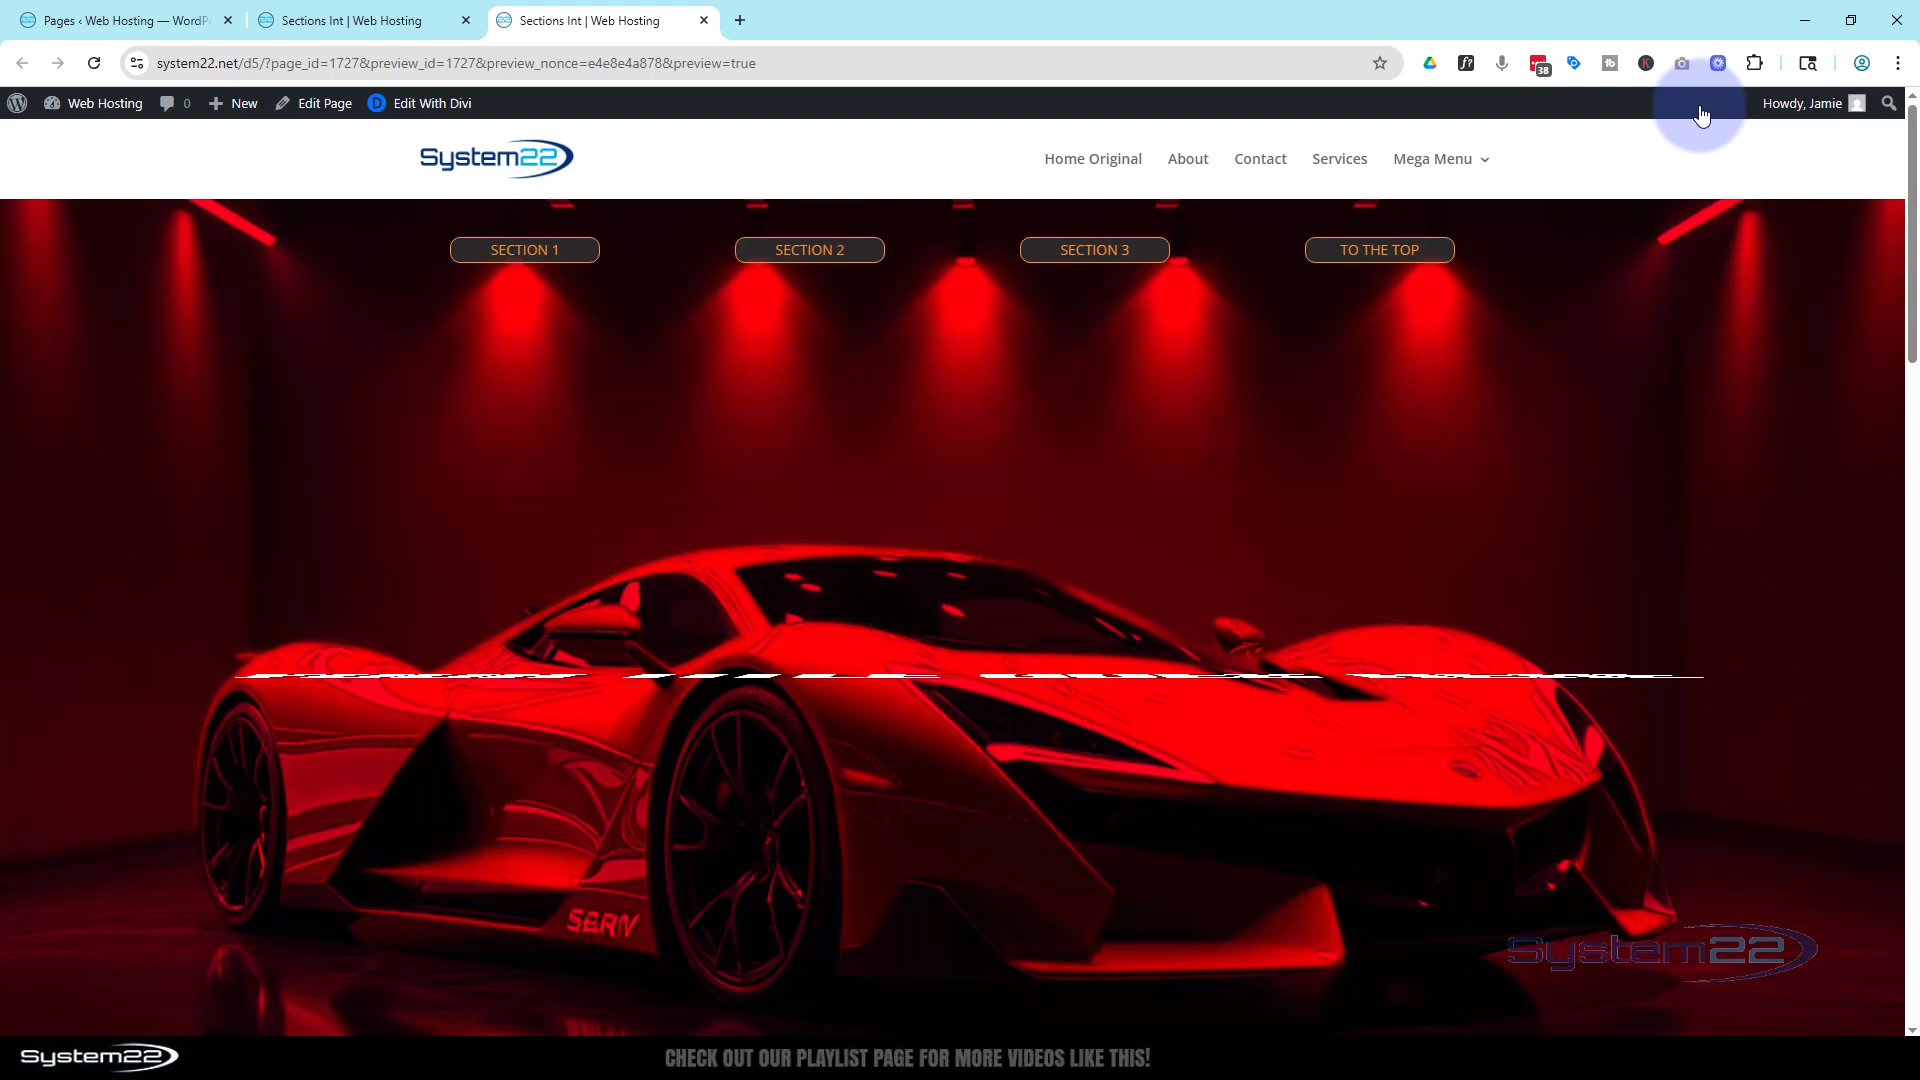 Pages ‹ Web Hosting — WordP
Sections Int | Web Hosting
Sections Int | Web Hosting
system22.net/d5/?page_id=1727&preview_id=1727&preview_nonce=e4e8e4a878&preview=true
38
Web Hosting
0
New
Edit Page
D
Edit With Divi
Howdy, Jamie
System22
Home Original
About
Contact
Services
Mega Menu
SECTION 1
SECTION 2
SECTION 3
TO THE TOP
System22
System22
CHECK OUT OUR PLAYLIST PAGE FOR MORE VIDEOS LIKE THIS!